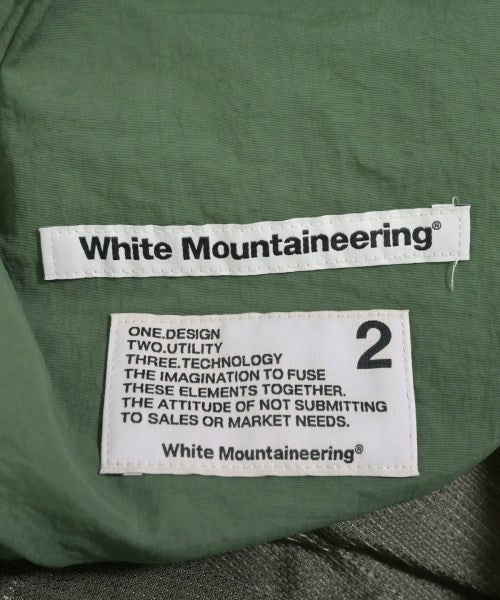 White Mountaineering®
2
ONE.DESIGN
TWO.UTILITY
THREE.TECHNOLOGY
THE IMAGINATION TO FUSE
THESE ELEMENTS TOGETHER.
THE ATTITUDE OF NOT SUBMITTING
TO SALES OR MARKET NEEDS.
White Mountaineering®